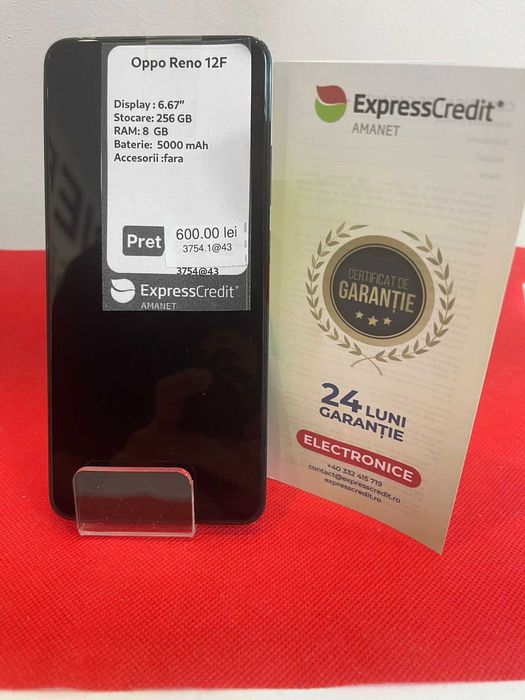 Oppo Reno 12F
Display : 6.67"
Stocare: 256 GB
RAM: 8 GB
Baterie: 5000 mAh
Accesorii :fara
Pret
600.00 lei
3754.1@43
3754@43
ExpressCredit®
AMANET
ExpressCredit®
AMANET
CERTIFICAT DE
GARANȚIE
24 LUNI
GARANȚIE
ELECTRONICE
+40 332 415 719
contact@expresscredit.ro
expresscredit.ro